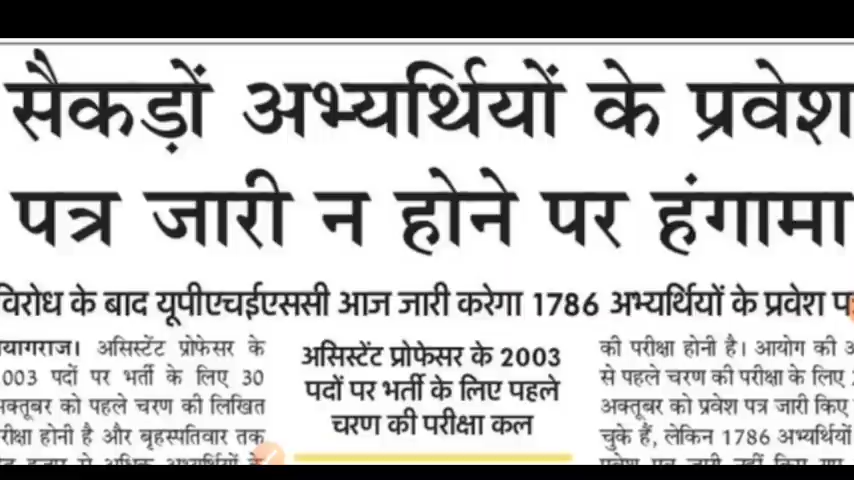 सैकड़ों अभ्यर्थियों के प्रवेश
पत्र जारी न होने पर हंगामा
विरोध के बाद यूपीएचईएससी आज जारी करेगा 1786 अभ्यर्थियों के प्रवेश
असिस्टेंट प्रोफेसर के
003 पदों पर भर्ती के लिए 30
अक्तूबर को पहले चरण की लिखित
परीक्षा होनी है और बृहस्पतिवार तक
असिस्टेंट प्रोफेसर के 2003
पदों पर भर्ती के लिए पहले
चरण की परीक्षा कल
की परीक्षा होनी है। आयोग की
से पहले चरण की परीक्षा के लिए
अक्तूबर को प्रवेश पत्र जारी किए
चुके हैं, लेकिन 1786 अभ्यर्थियों